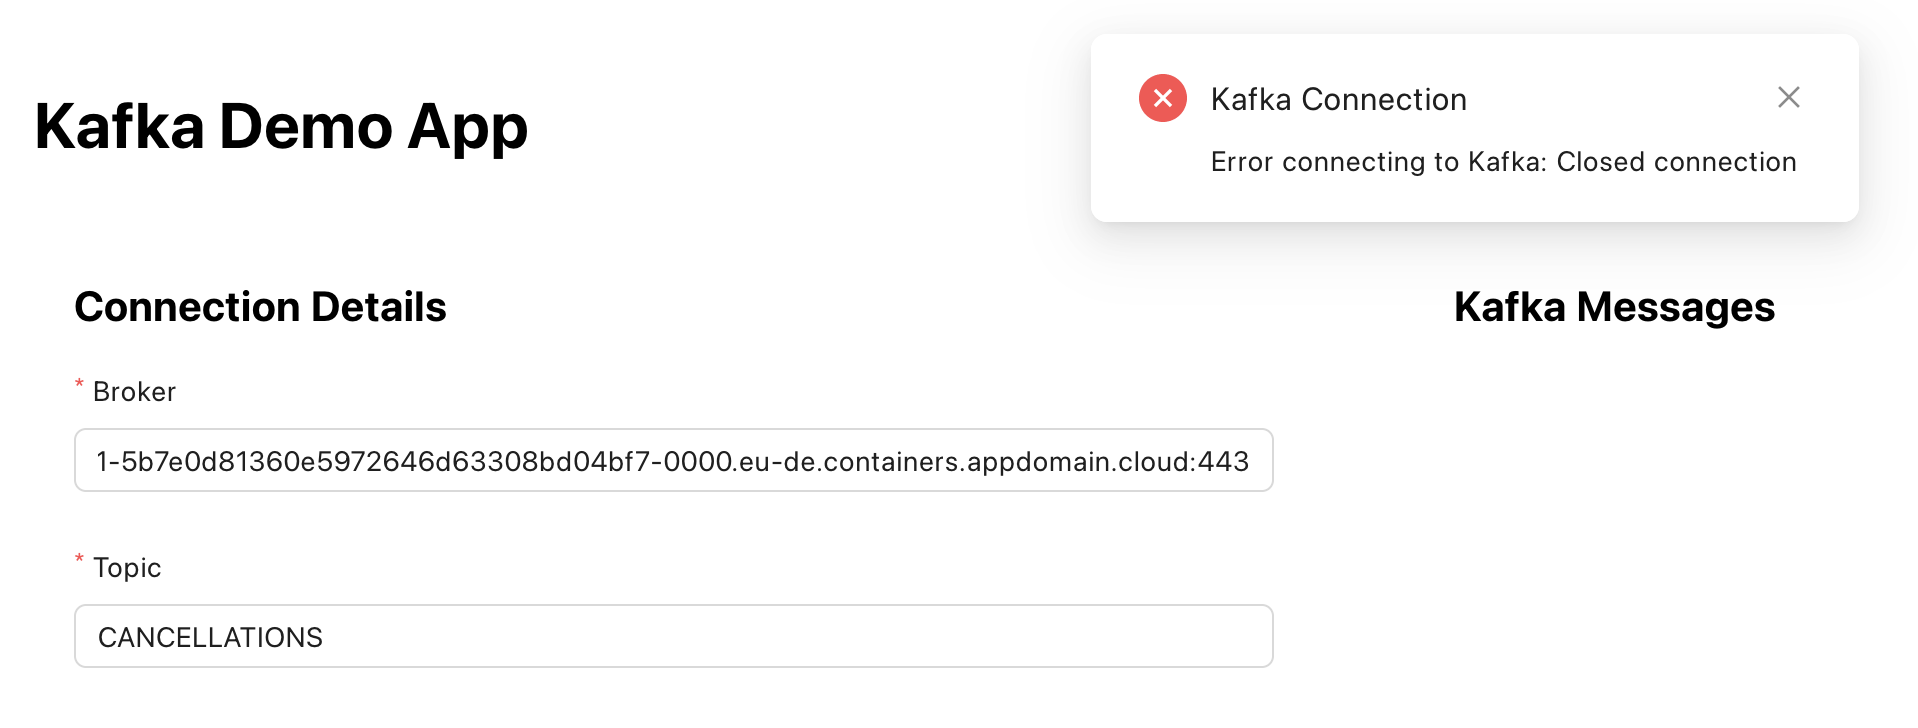 Kafka Demo App
Kafka Connection
Error connecting to Kafka: Closed connection
Connection Details
* Broker
1-5b7e0d81360e5972646d63308bd04bf7-0000.eu-de.containers.appdomain.cloud:443
* Topic
CANCELLATIONS
Kafka Messages